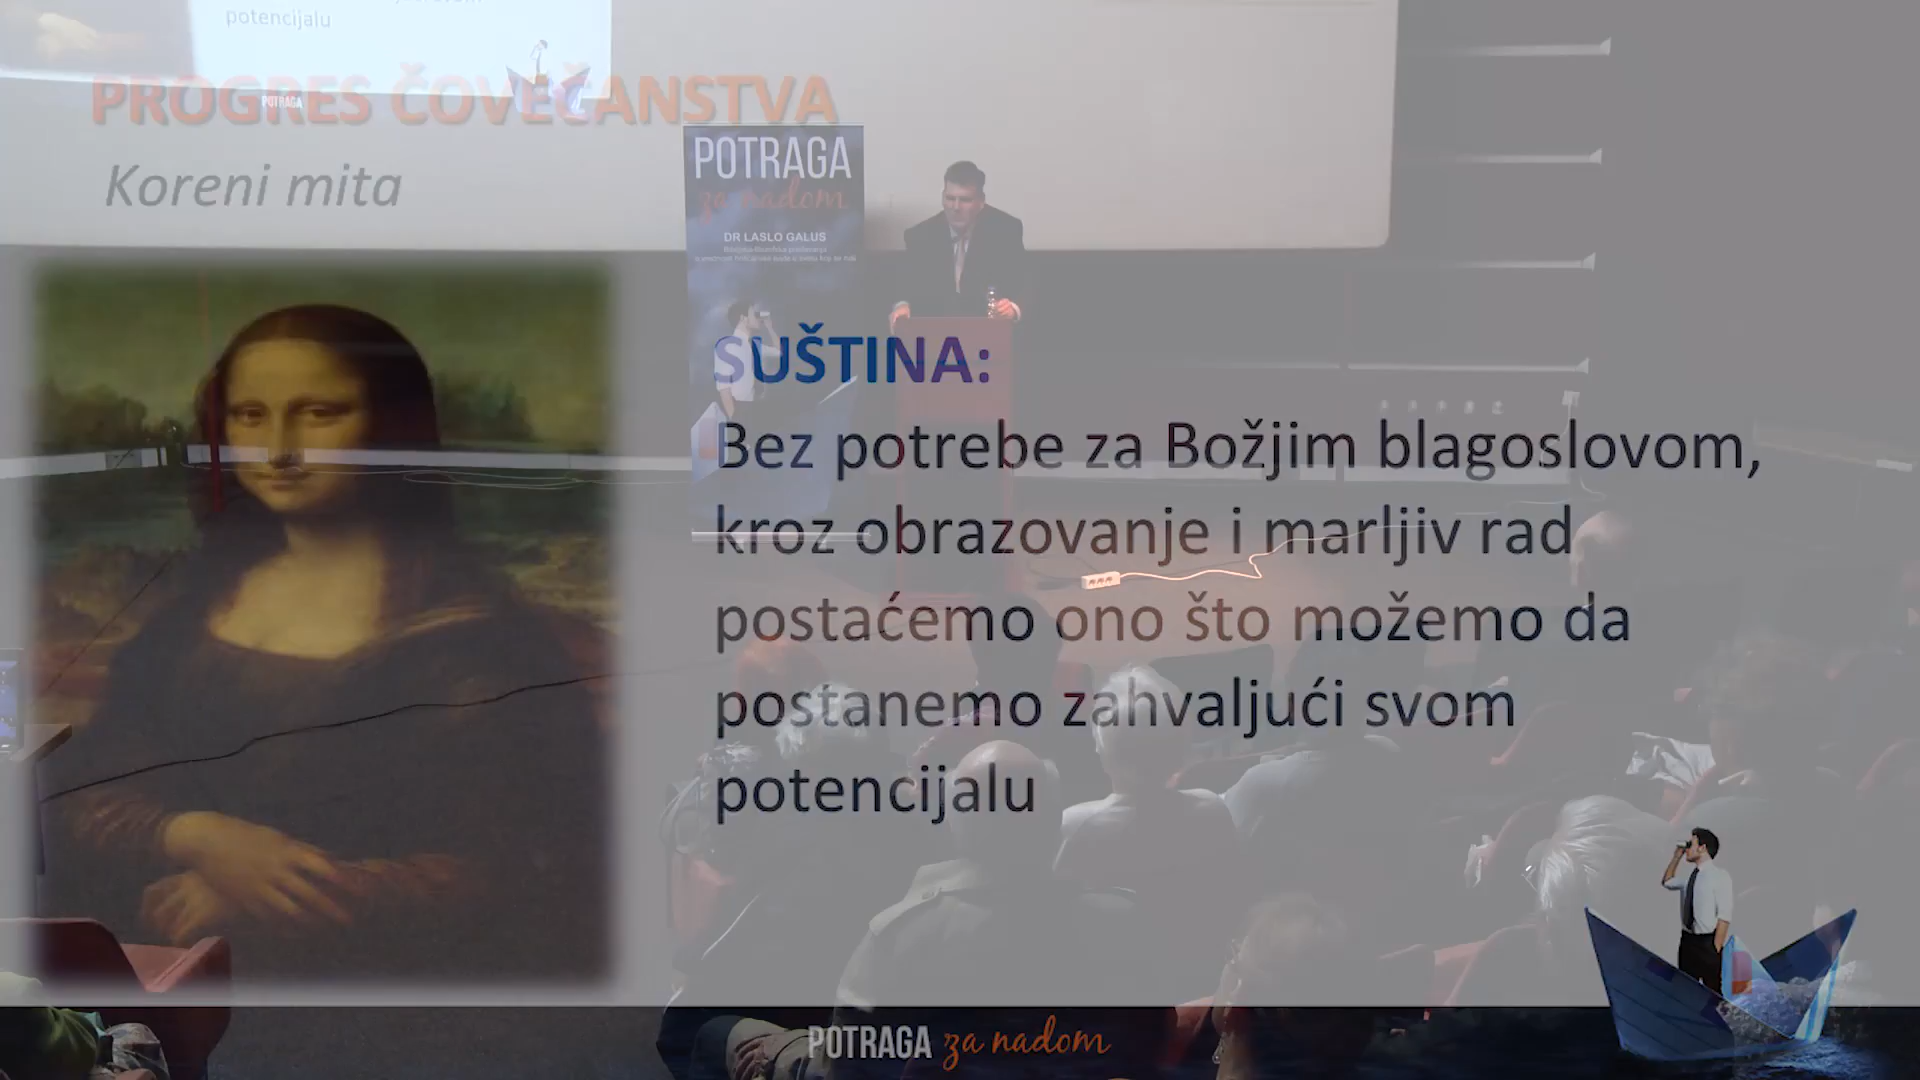 potencijalu
PROGRES ČOVEČANSTVA
POTRAGA
Koreni mita
POTRAGA
za nadom
DR LASLO GALUS
SUŠTINA:
Bez potrebe za Božjim blagoslovom,
kroz obrazovanje i marljiv rad
postaćemo ono što možemo da
postanemo zahvaljući svom
potencijalu
POTRAGA za nadom